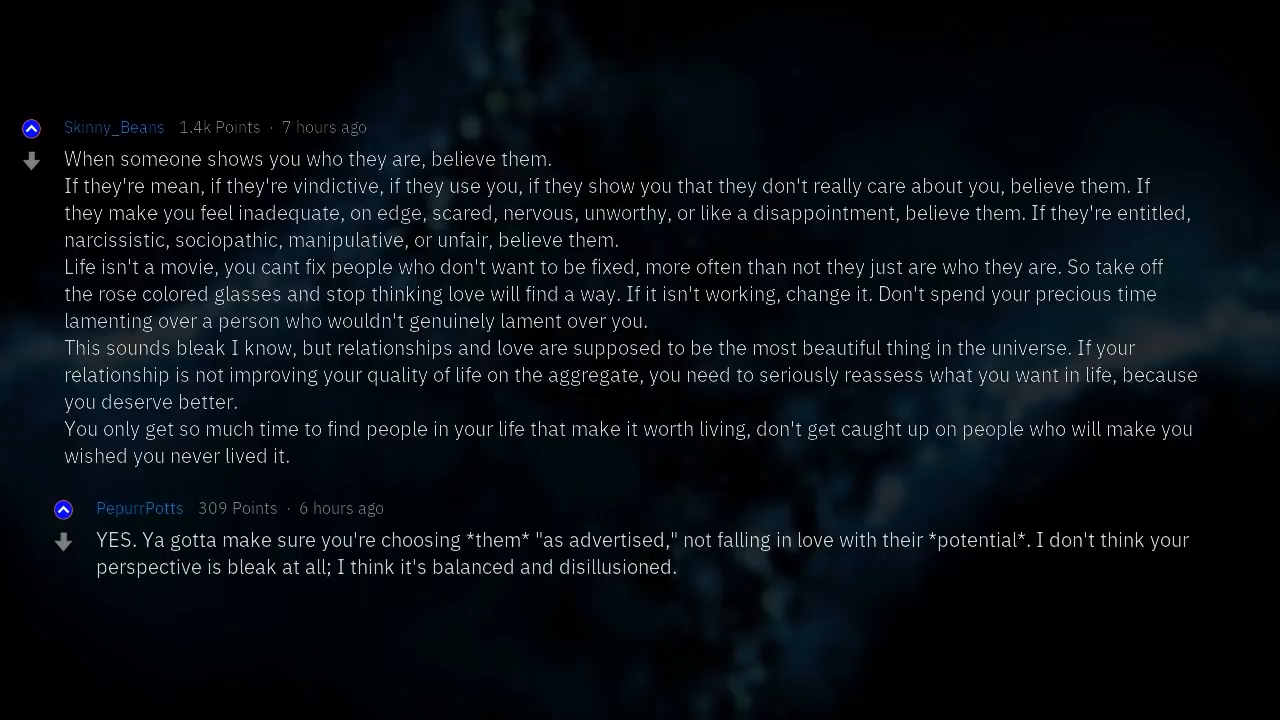 Skinny_Beans 1.4k Points · 7 hours ago
When someone shows you who they are, believe them.
If they're mean, if they're vindictive, if they use you, if they show you that they don't really care about you, believe them. If
they make you feel inadequate, on edge, scared, nervous, unworthy, or like a disappointment, believe them. If they're entitled,
narcissistic, sociopathic, manipulative, or unfair, believe them.
Life isn't a movie, you cant fix people who don't want to be fixed, more often than not they just are who they are. So take off
the rose colored glasses and stop thinking love will find a way. If it isn't working, change it. Don't spend your precious time
lamenting over a person who wouldn't genuinely lament over you.
This sounds bleak I know, but relationships and love are supposed to be the most beautiful thing in the universe. If your
relationship is not improving your quality of life on the aggregate, you need to seriously reassess what you want in life, because
you deserve better.
You only get so much time to find people in your life that make it worth living, don't get caught up on people who will make you
wished you never lived it.
PepurrPotts 309 Points · 6 hours ago
YES. Ya gotta make sure you're choosing *them* "as advertised," not falling in love with their *potential*. I don't think your
perspective is bleak at all; I think it's balanced and disillusioned.